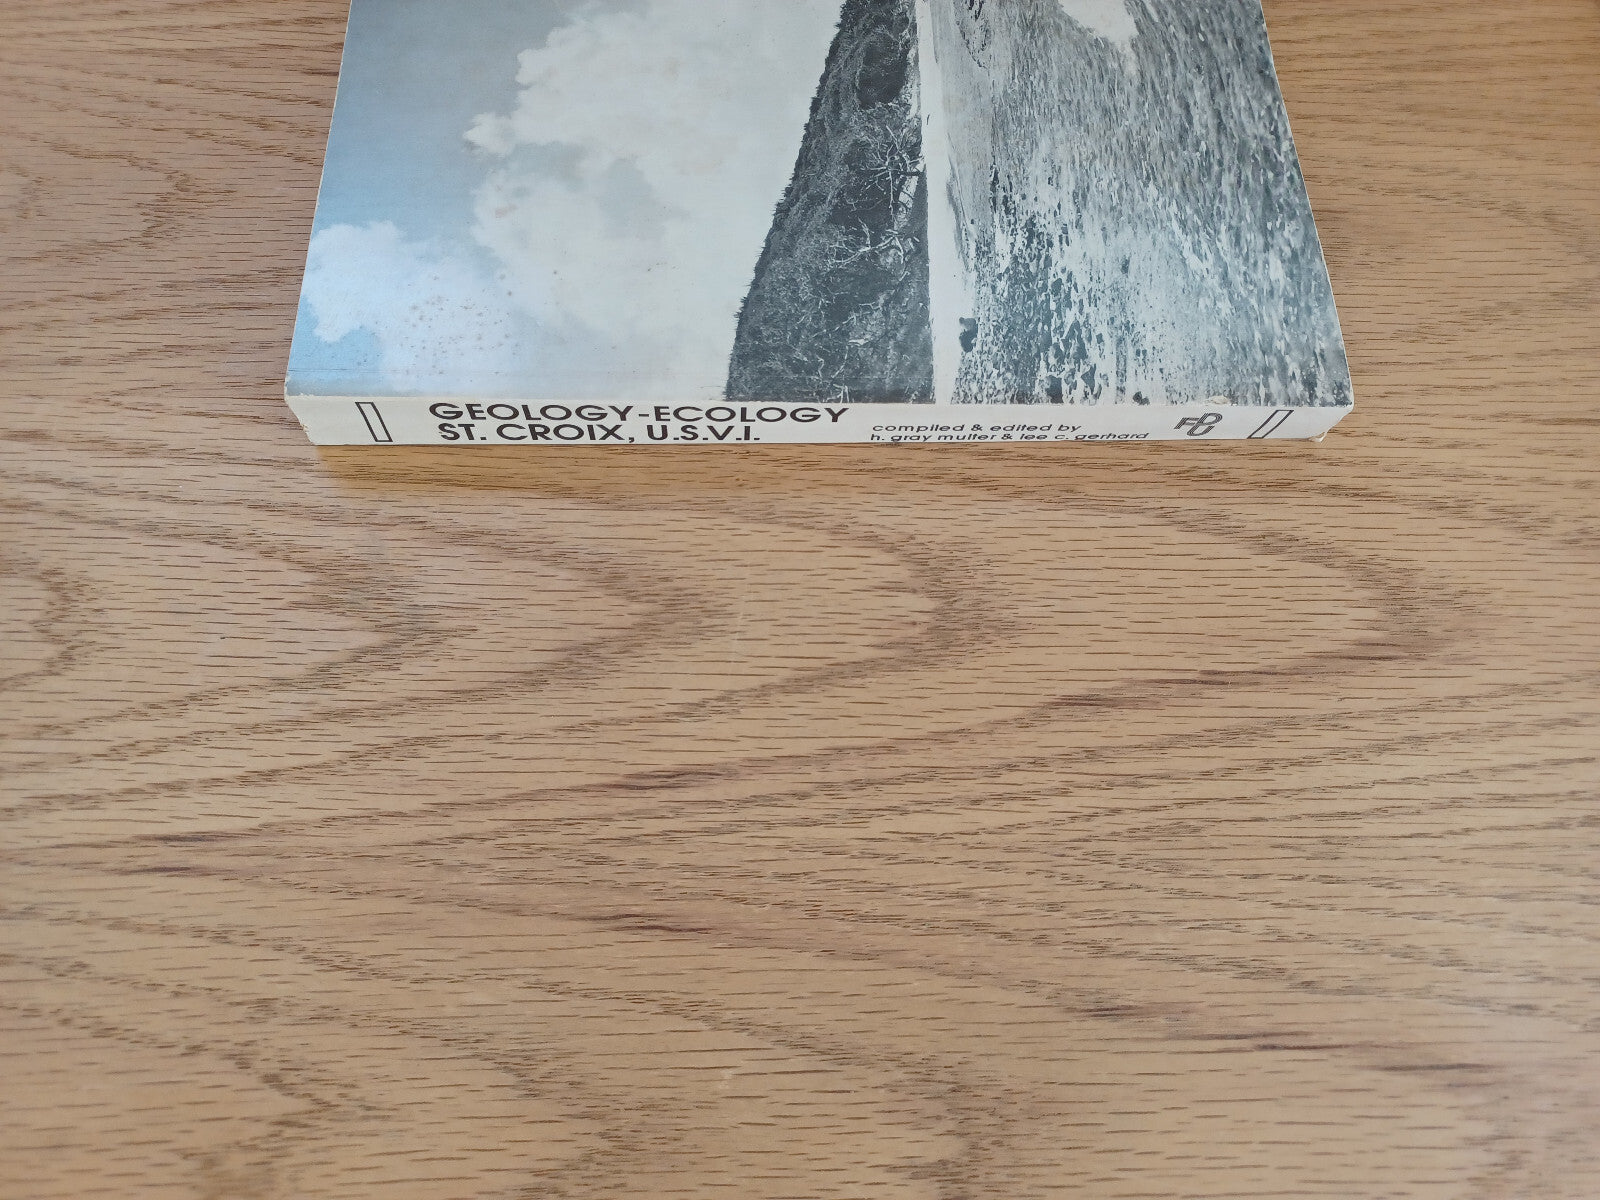 GEOLOGY-ECOLOGY
ST. CROIX, U.S.V.I.
compiled & edited by
h. gray multer & lee c. gerhard